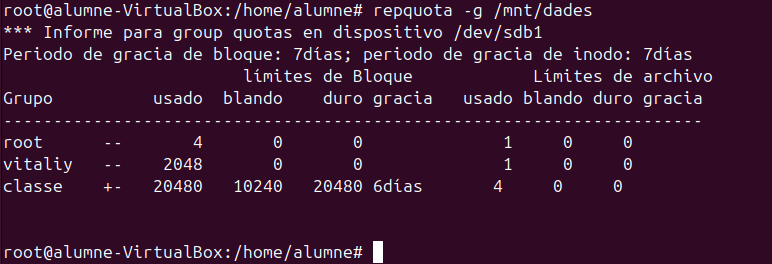 root@alumne-VirtualBox:/home/alumne# repquota -g /mnt/dades
*** Informe para group quotas en dispositivo /dev/sdb1
Periodo de gracia de bloque: 7días; periodo de gracia de inodo: 7días
                        límites de Bloque            Límites de archivo
Grupo          usado  blando    duro gracia    usado blando duro gracia
----------------------------------------------------------------------
root      --       4       0       0              1     0     0
vitaliy   --    2048       0       0              1     0     0
classe    +-   20480   10240   20480 6días      4     0     0
root@alumne-VirtualBox:/home/alumne#